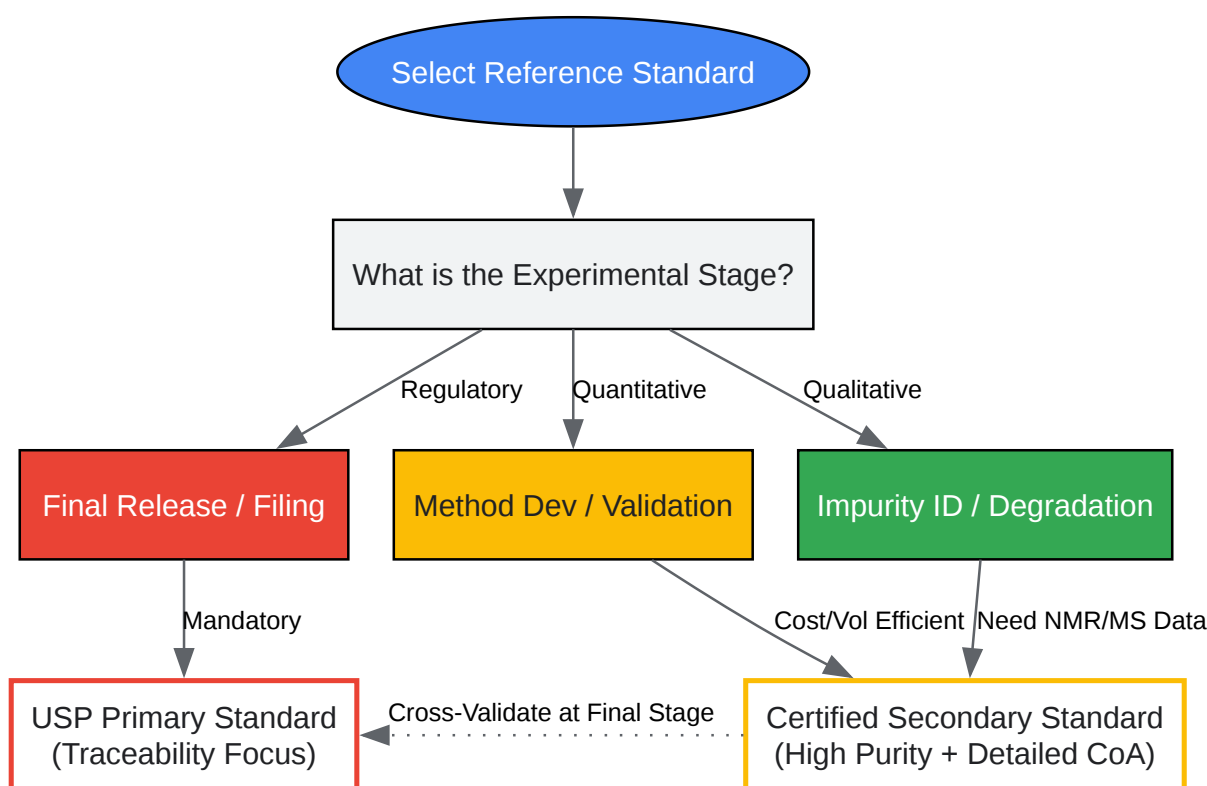 Select Reference Standard
What is the Experimental Stage?
Regulatory
Quantitative
Qualitative
Final Release / Filing
Method Dev / Validation
Impurity ID / Degradation
Mandatory
Cost/Vol Efficient
Need NMR/MS Data
USP Primary Standard
(Traceability Focus)
Cross-Validate at Final Stage
Certified Secondary Standard
(High Purity + Detailed CoA)